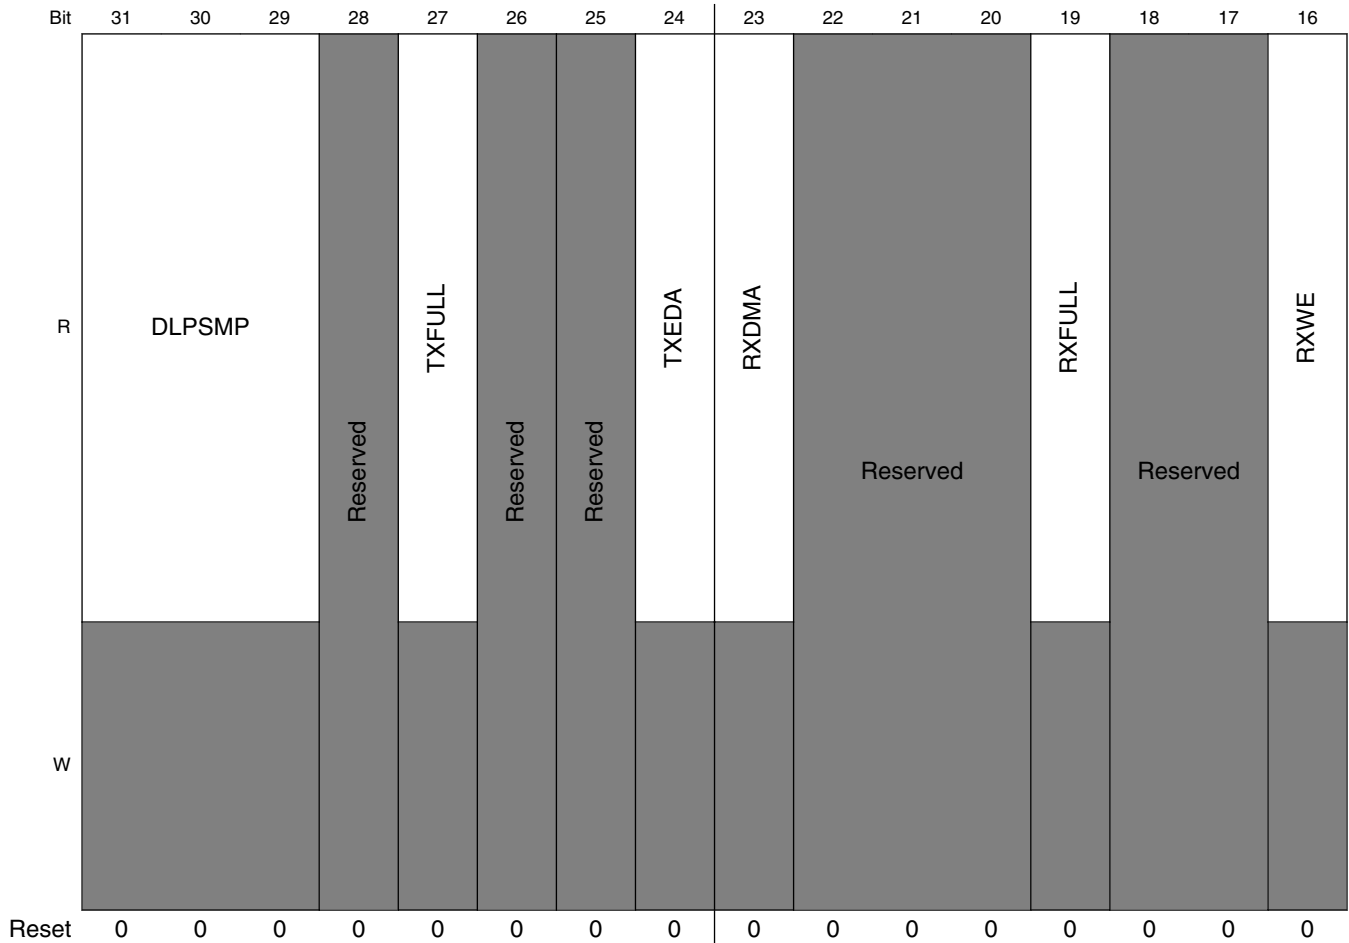 Bit 31 30 29 28 27 26 25 24 23 22 21 20 19 18 17 16
R DLPSMP Reserved TXFULL Reserved Reserved TXEDA RXDMA Reserved RXFULL Reserved RXWE
W
Reset 0 0 0 0 0 0 0 0 0 0 0 0 0 0 0 0